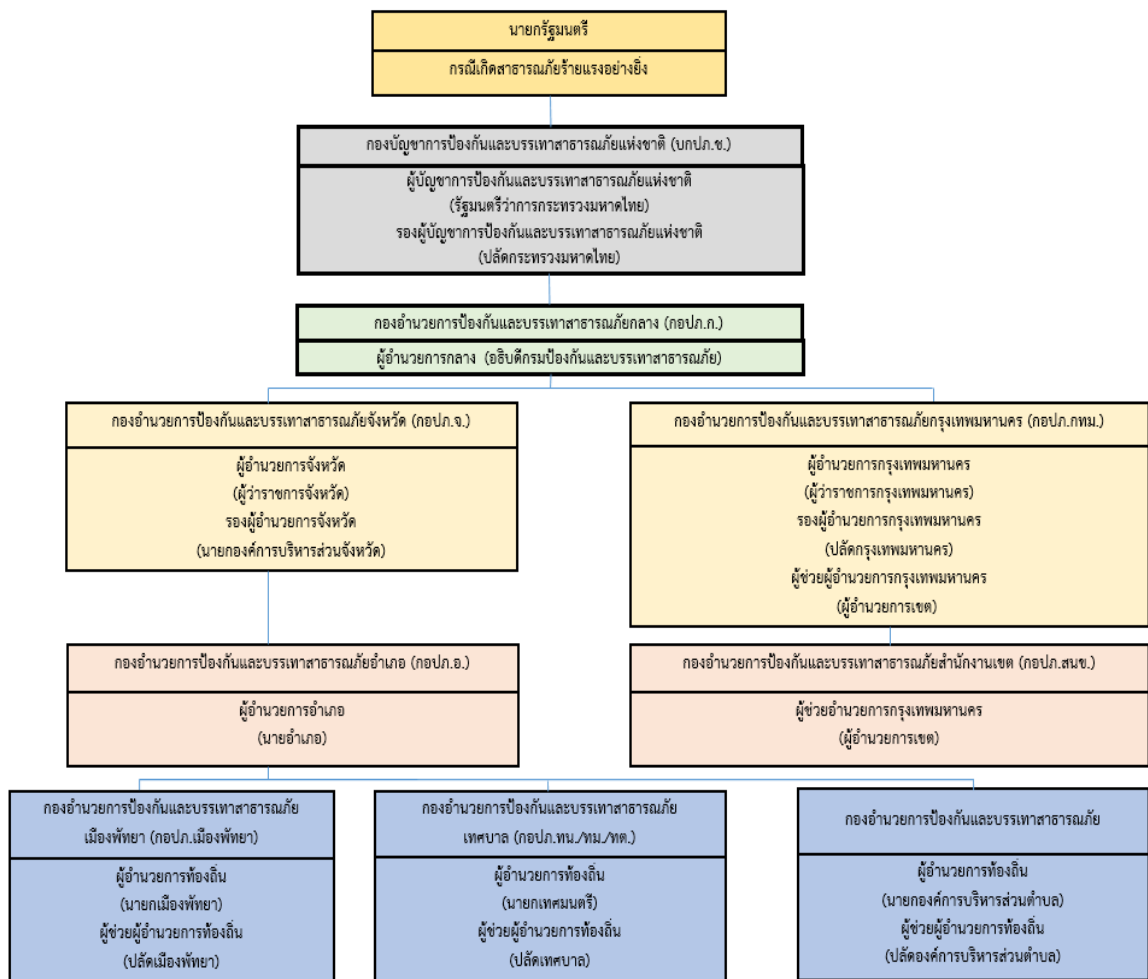 นายกรัฐมนตรี
กรณีเกิดสาธารณภัยร้ายแรงอย่างยิ่ง
กองบัญชาการป้องกันและบรรเทาสาธารณภัยแห่งชาติ (บกปภ.ช.)
ผู้บัญชาการป้องกันและบรรเทาสาธารณภัยแห่งชาติ
(รัฐมนตรีว่าการกระทรวงมหาดไทย)
รองผู้บัญชาการป้องกันและบรรเทาสาธารณภัยแห่งชาติ
(ปลัดกระทรวงมหาดไทย)
กองอำนวยการป้องกันและบรรเทาสาธารณภัยกลาง (กอปภ.ก.)
ผู้อำนวยการกลาง (อธิบดีกรมป้องกันและบรรเทาสาธารณภัย)
กองอำนวยการป้องกันและบรรเทาสาธารณภัยจังหวัด (กอปภ.จ.)
ผู้อำนวยการจังหวัด
(ผู้ว่าราชการจังหวัด)
รองผู้อำนวยการจังหวัด
(นายกองค์การบริหารส่วนจังหวัด)
กองอำนวยการป้องกันและบรรเทาสาธารณภัยกรุงเทพมหานคร (กอปภ.กทม.)
ผู้อำนวยการกรุงเทพมหานคร
(ผู้ว่าราชการกรุงเทพมหานคร)
รองผู้อำนวยการกรุงเทพมหานคร
(ปลัดกรุงเทพมหานคร)
ผู้ช่วยผู้อำนวยการกรุงเทพมหานคร
(ผู้อำนวยการเขต)
กองอำนวยการป้องกันและบรรเทาสาธารณภัยอำเภอ (กอปภ.อ.)
ผู้อำนวยการอำเภอ
(นายอำเภอ)
กองอำนวยการป้องกันและบรรเทาสาธารณภัยสำนักงานเขต (กอปภ.สนข.)
ผู้ช่วยอำนวยการกรุงเทพมหานคร
(ผู้อำนวยการเขต)
กองอำนวยการป้องกันและบรรเทาสาธารณภัย
เมืองพัทยา (กอปภ.เมืองพัทยา)
ผู้อำนวยการท้องถิ่น
(นายกเมืองพัทยา)
ผู้ช่วยผู้อำนวยการท้องถิ่น
(ปลัดเมืองพัทยา)
กองอำนวยการป้องกันและบรรเทาสาธารณภัย
เทศบาล (กอปภ.ทน./ทม./ทต.)
ผู้อำนวยการท้องถิ่น
(นายกเทศมนตรี)
ผู้ช่วยผู้อำนวยการท้องถิ่น
(ปลัดเทศบาล)
กองอำนวยการป้องกันและบรรเทาสาธารณภัย
ผู้อำนวยการท้องถิ่น
(นายกองค์การบริหารส่วนตำบล)
ผู้ช่วยผู้อำนวยการท้องถิ่น
(ปลัดองค์การบริหารส่วนตำบล)